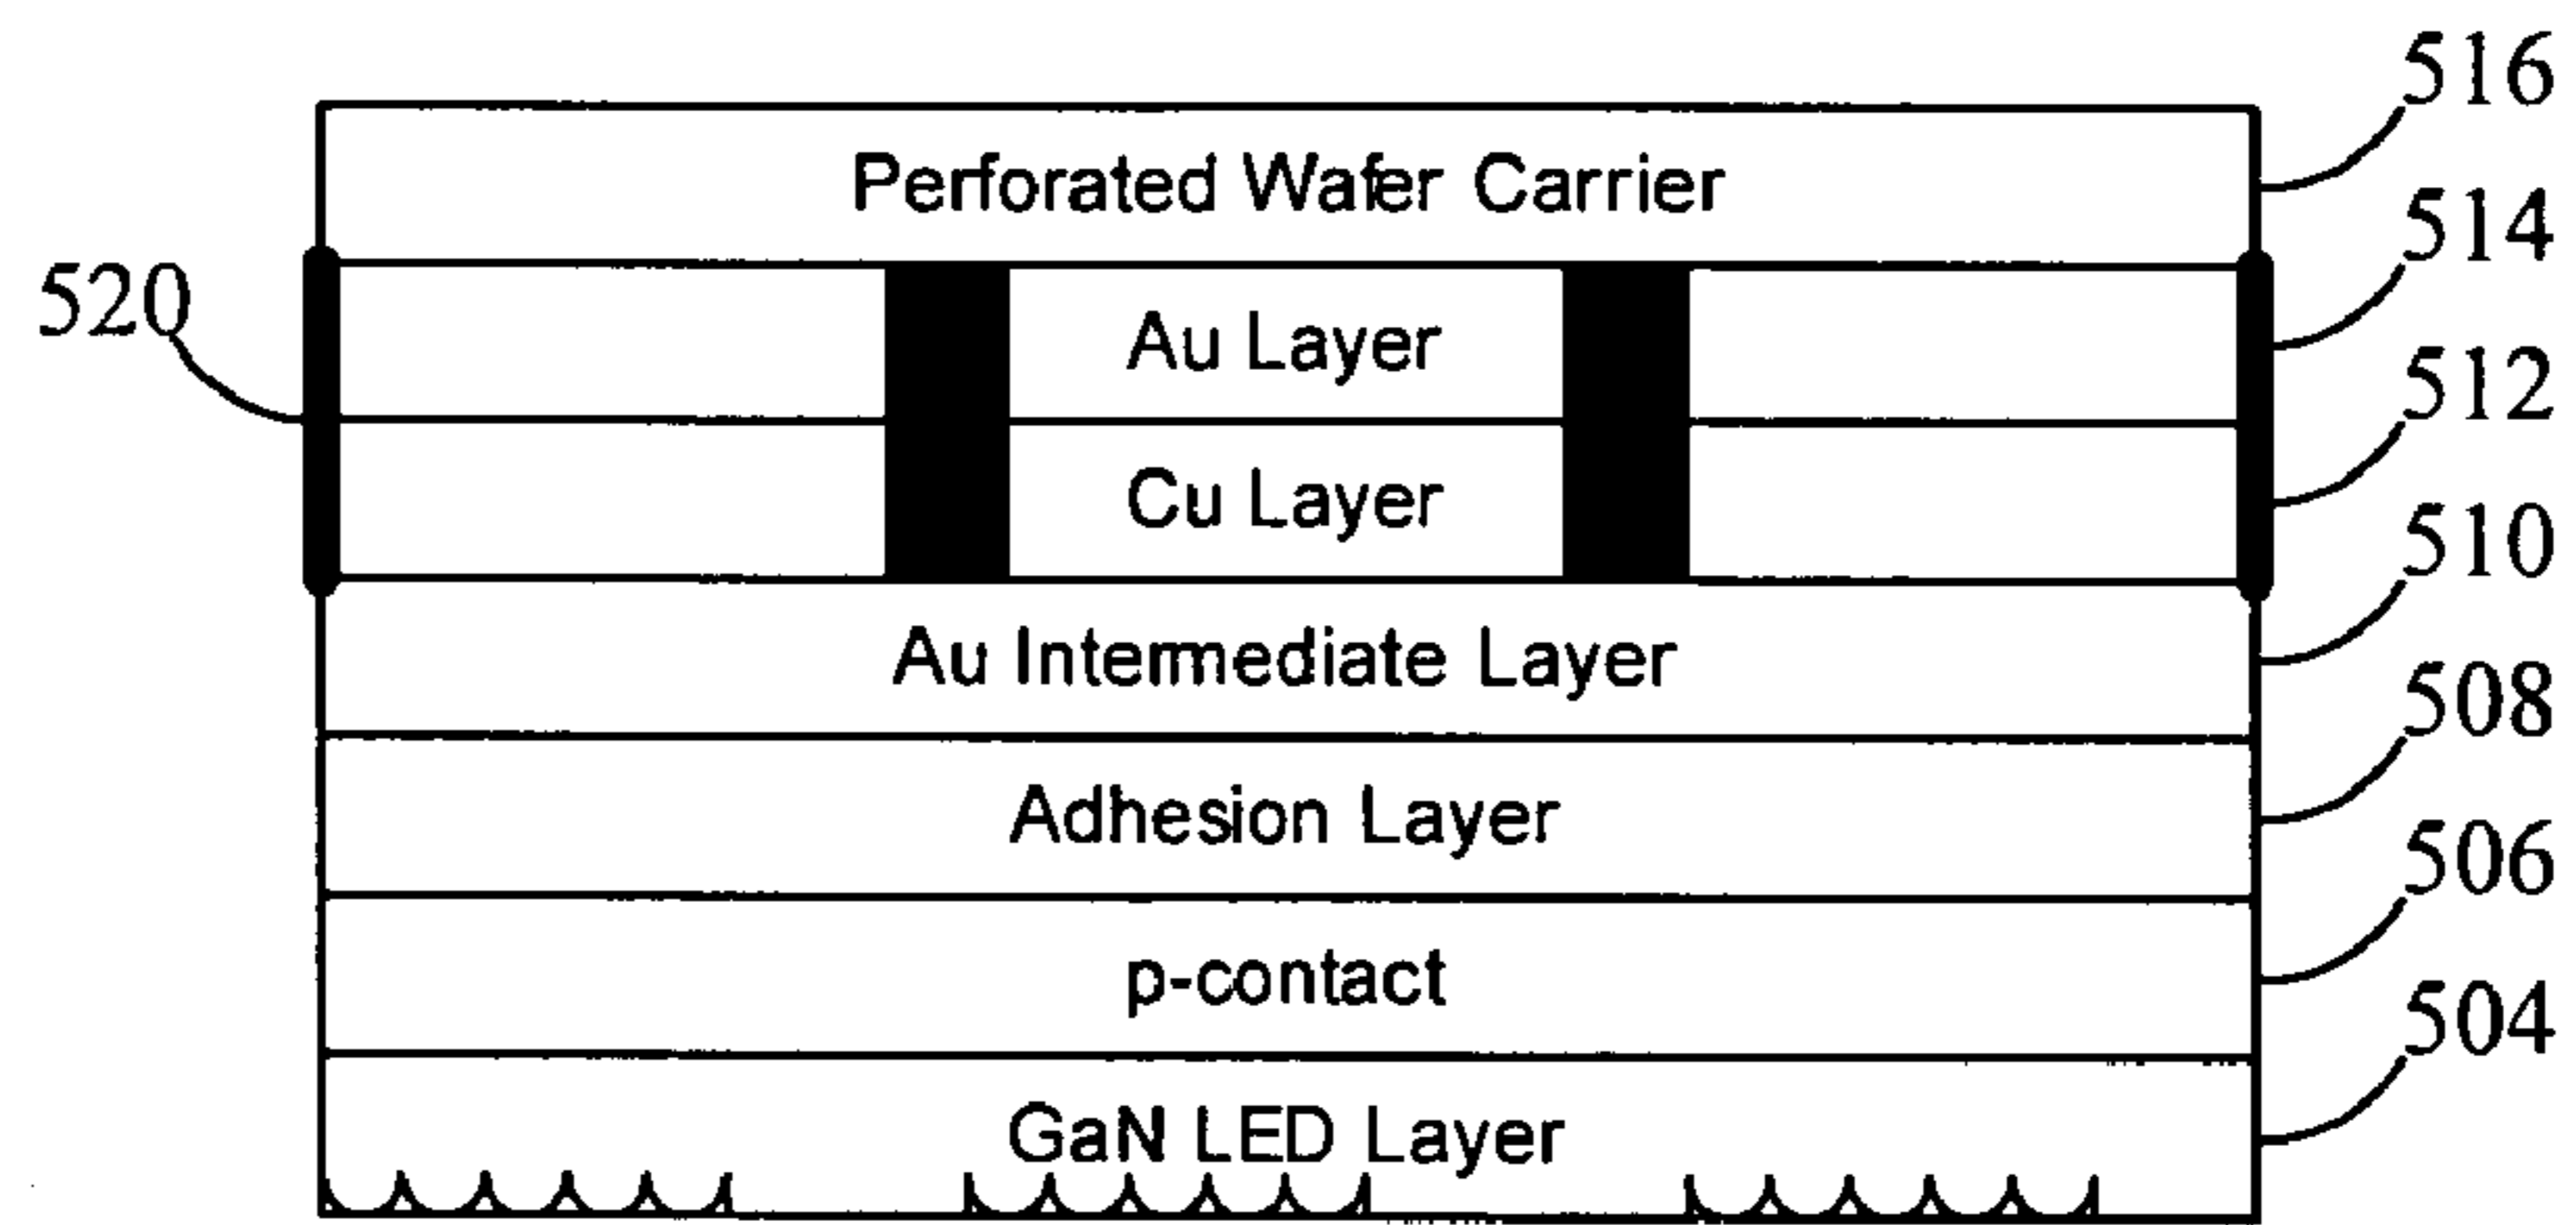 516
Perforated Wafer Carrier
514
520
Au Layer
512
Cu Layer
510
Au Intermediate Layer
508
Adhesion Layer
506
p-contact
504
GaN LED Layer